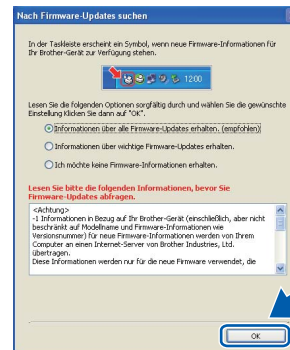 Nach Firmware-Updates suchen
In der Taskleiste erscheint ein Symbol, wenn neue Firmware-Informationen für
Ihr Brother-Gerät zur Verfügung stehen.
12:00
Lesen Sie die folgenden Optionen sorgfältig durch und wählen Sie die gewünschte
Einstellung Klicken Sie dann auf "OK".
Informationen über alle Firmware-Updates erhalten. (empfohlen)
Informationen über wichtige Firmware-Updates erhalten.
Ich möchte keine Firmware-Informationen erhalten.
Lesen Sie bitte die folgenden Informationen, bevor Sie
Firmware-Updates abfragen.
<Achtung>
-1 Informationen in Bezug auf Ihr Brother-Gerät (einschließlich, aber nicht
beschränkt auf Modellname und Firmware-Informationen wie
Versionsnummer) für neue Firmware-Informationen werden von Ihrem
Computer an einen Internet-Server von Brother Industries, Ltd.
übertragen.
Diese Informationen werden nur für die neue Firmware verwendet, die
OK